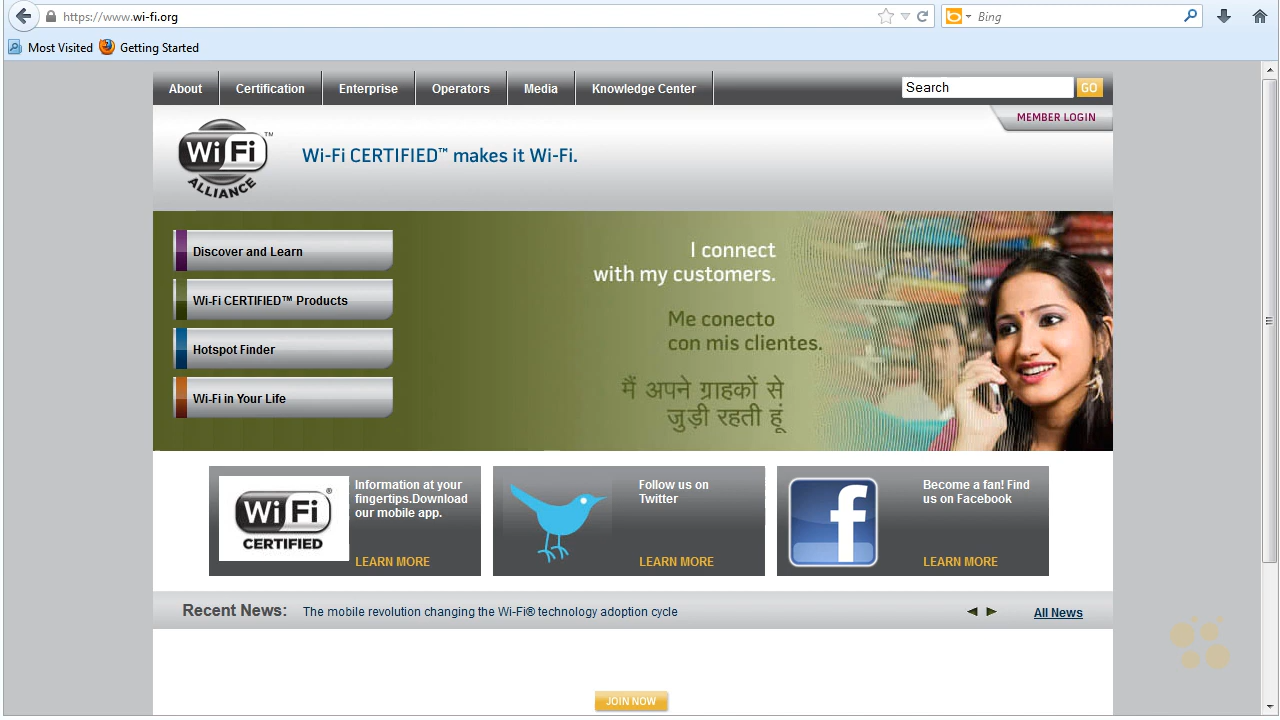 https://www.wi-fi.org
Bing
Most Visited
Getting Started
About
Certification
Enterprise
Operators
Media
Knowledge Center
Search
GO
MEMBER LOGIN
Wi Fi ™
ALLIANCE
Wi-Fi CERTIFIED™ makes it Wi-Fi.
Discover and Learn
Wi-Fi CERTIFIED™ Products
Hotspot Finder
Wi-Fi in Your Life
I connect
with my customers.
Me conecto
con mis clientes.
मैं अपने ग्राहकों से
जुड़ी रहती हूं
Wi Fi ®
CERTIFIED
Information at your
fingertips.Download
our mobile app.
LEARN MORE
Follow us on
Twitter
LEARN MORE
f
Become a fan! Find
us on Facebook
LEARN MORE
Recent News:
The mobile revolution changing the Wi-Fi® technology adoption cycle
All News
JOIN NOW